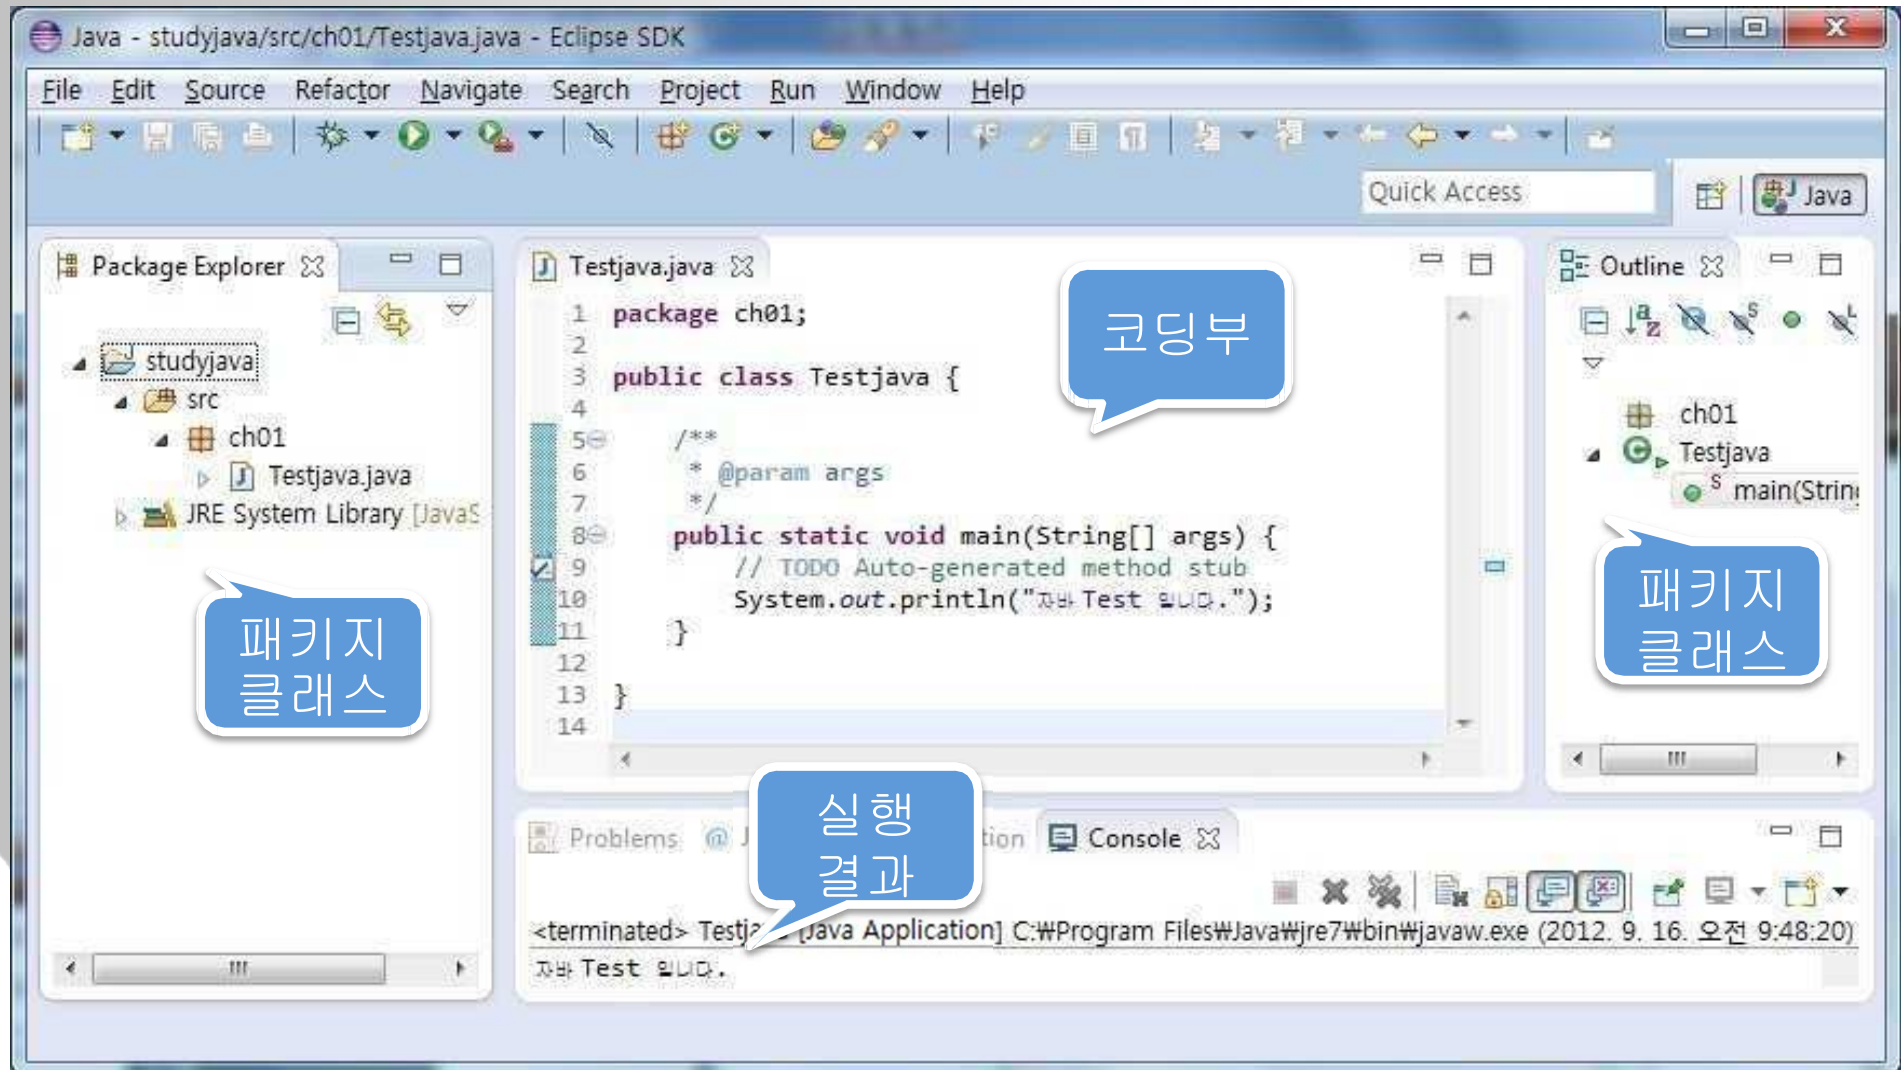 Java - studyjava/src/ch01/Testjava.java - Eclipse SDK
File Edit Source Refactor Navigate Search Project Run Window Help
Quick Access
Java
Package Explorer
studyjava
src
ch01
Testjava.java
JRE System Library [JavaS
패키지
클래스
Testjava.java
1 package ch01;
2
3 public class Testjava {
4
5 /**
6 * @param args
7 */
8 public static void main(String[] args) {
9 // TODO Auto-generated method stub
10 System.out.println("자바 Test 입니다.");
11 }
12
13 }
14
코딩부
Outline
ch01
Testjava
main(String
패키지
클래스
Problems @ J tion Console
실행
결과
<terminated> Testjava [Java Application] C:₩Program Files₩Java₩jre7₩bin₩javaw.exe (2012. 9. 16. 오전 9:48:20)
자바 Test 입니다.